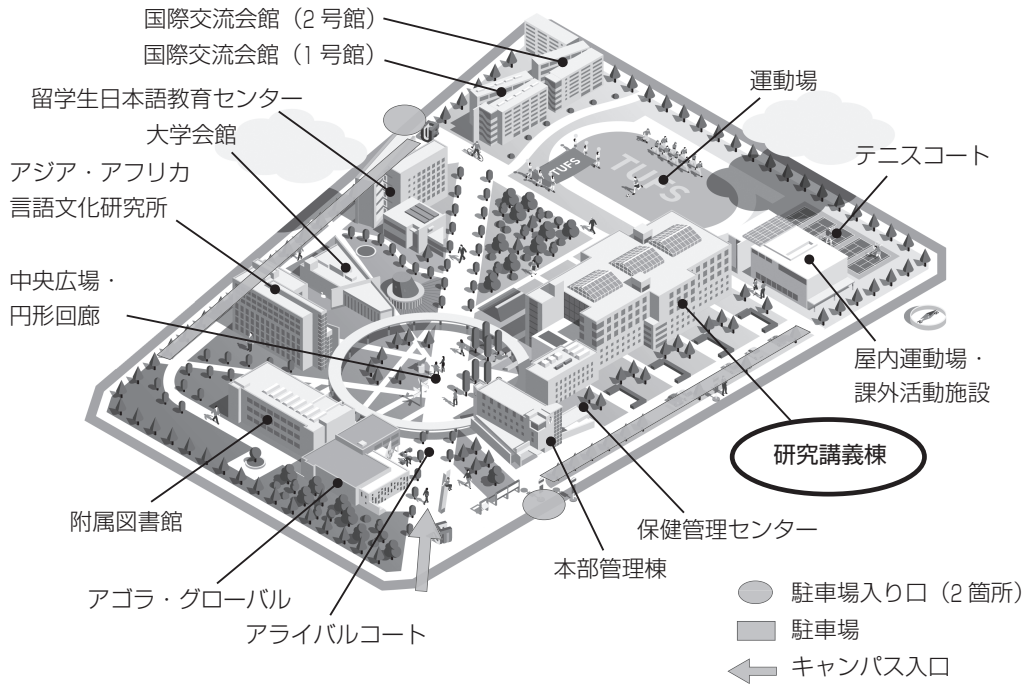 国際交流会館（2号館）
国際交流会館（1号館）
留学生日本語教育センター
大学会館
アジア・アフリカ
言語文化研究所
中央広場・
円形回廊
運動場
テニスコート
TUFS
TUFS
屋内運動場・
課外活動施設
研究講義棟
附属図書館
保健管理センター
本部管理棟
アゴラ・グローバル
アライバルコート
駐車場入り口（2箇所）
駐車場
キャンパス入口